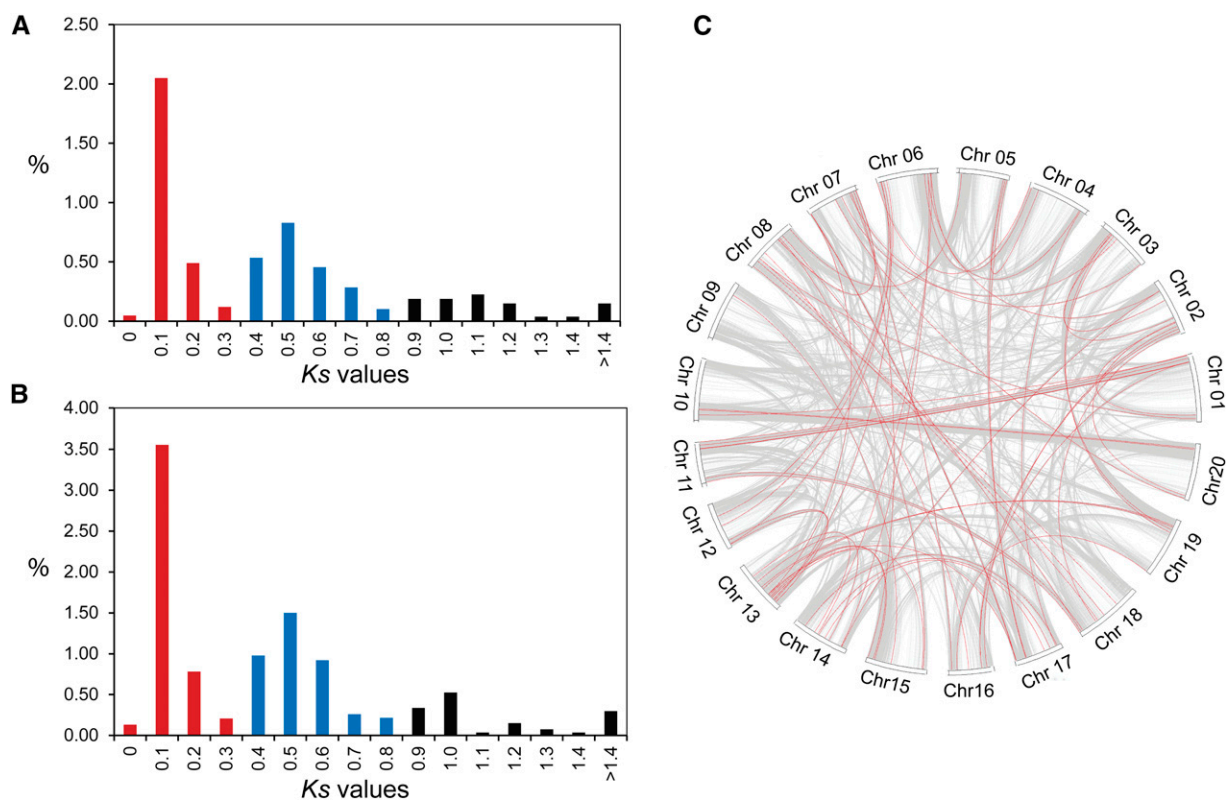 A
2.50
2.00
1.50
1.00
0.50
0.00
%
0
0.1
0.2
0.3
0.4
0.5
0.6
0.7
0.8
0.9
1.0
1.1
1.2
1.3
1.4
>1.4
Ks values
B
4.00
3.50
3.00
2.50
2.00
1.50
1.00
0.50
0.00
%
0
0.1
0.2
0.3
0.4
0.5
0.6
0.7
0.8
0.9
1.0
1.1
1.2
1.3
1.4
>1.4
Ks values
C
Chr 01
Chr 02
Chr 03
Chr 04
Chr 05
Chr 06
Chr 07
Chr 08
Chr 09
Chr 10
Chr 11
Chr 12
Chr 13
Chr 14
Chr15
Chr16
Chr 17
Chr 18
Chr 19
Chr20